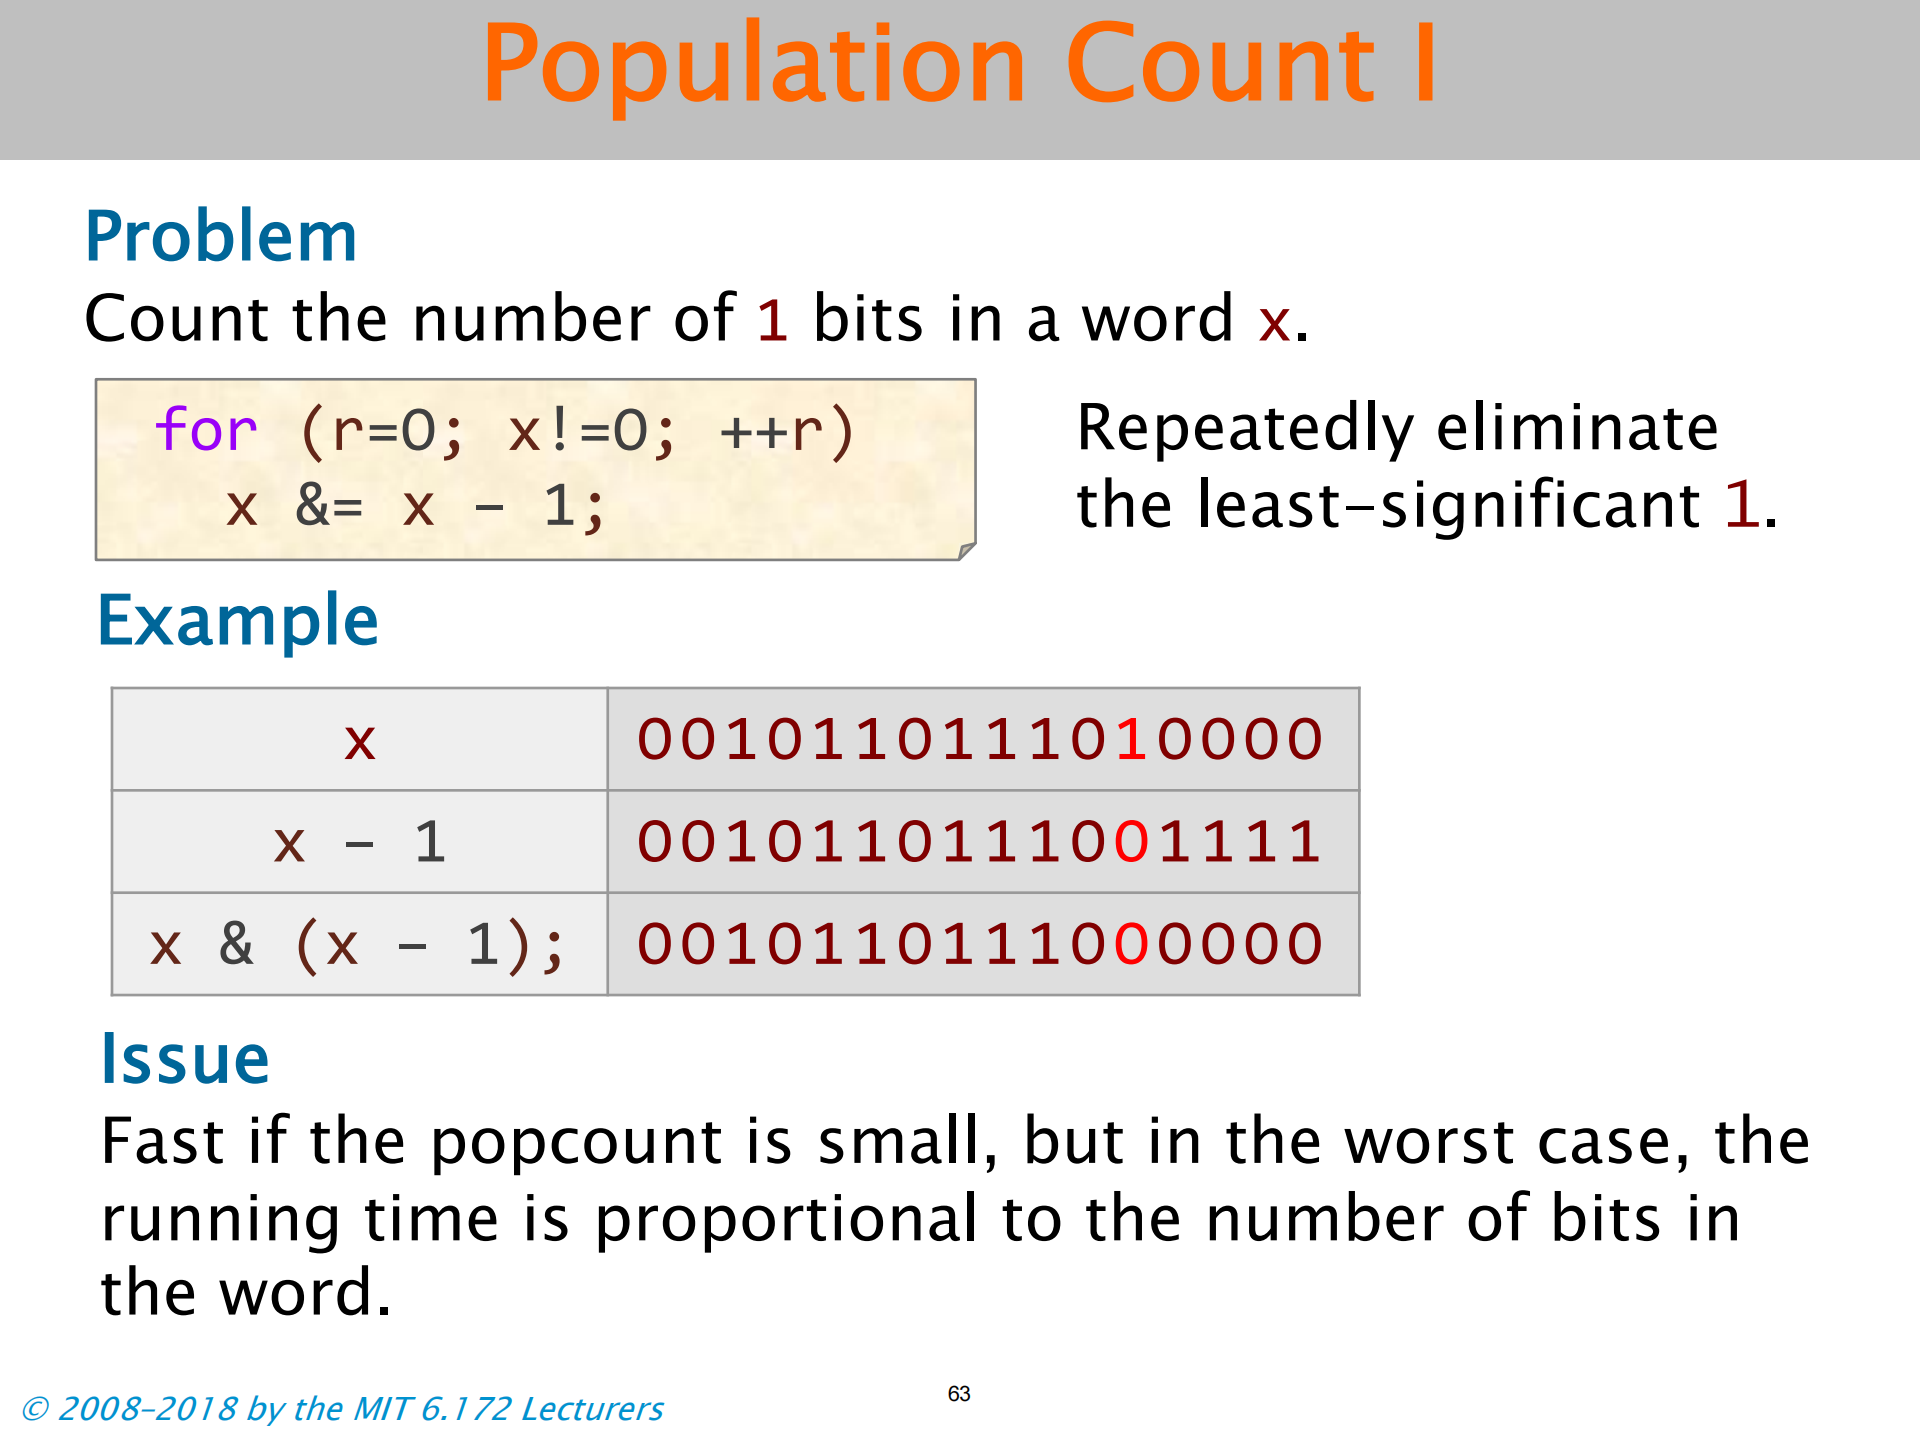 Population Count I
Problem
Count the number of 1 bits in a word x.
for (r=0; x!=0; ++r)
x &= x - 1;
Repeatedly eliminate
the least-significant 1.
Example
x 0010110111010000
x - 1 0010110111001111
x & (x - 1); 0010110111000000
Issue
Fast if the popcount is small, but in the worst case, the
running time is proportional to the number of bits in
the word.
© 2008-2018 by the MIT 6.172 Lecturers
63